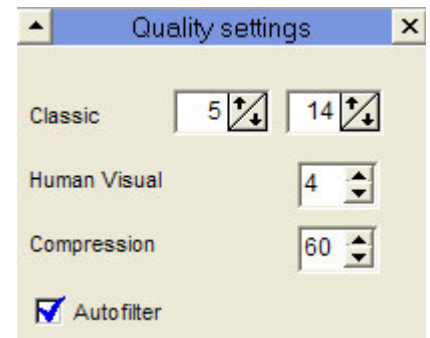 Quality settings
Classic 5 14
Human Visual 4
Compression 60
Autofilter